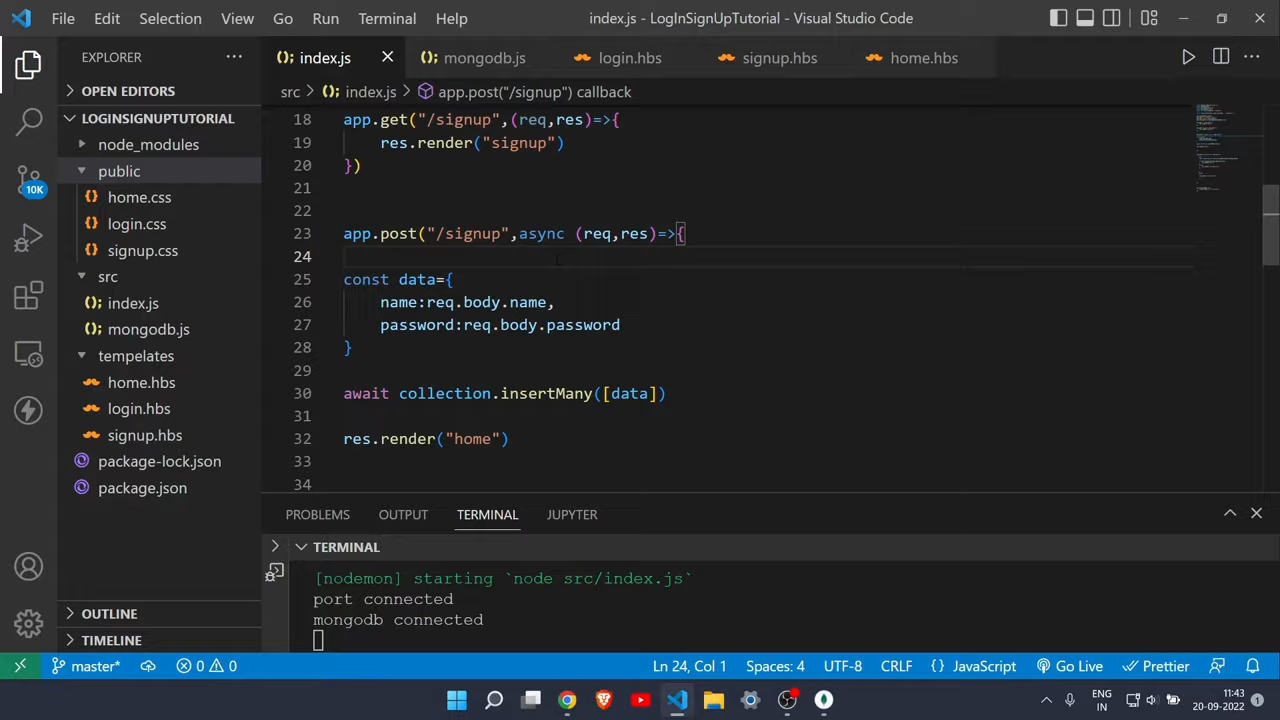 File Edit Selection View Go Run Terminal Help index.js - LogInSignUpTutorial - Visual Studio Code
EXPLORER
index.js mongodb.js login.hbs signup.hbs home.hbs
src > index.js > app.post("/signup") callback
OPEN EDITORS
LOGINSIGNUPTUTORIAL
node_modules
public
home.css
login.css
signup.css
src
index.js
mongodb.js
tempelates
home.hbs
login.hbs
signup.hbs
package-lock.json
package.json
OUTLINE
TIMELINE
10K
18 app.get("/signup",(req,res)=>{
19 res.render("signup")
20 })
21
22
23 app.post("/signup",async (req,res)=>{
24
25 const data={
26 name:req.body.name,
27 password:req.body.password
28 }
29
30 await collection.insertMany([data])
31
32 res.render("home")
33
34
PROBLEMS OUTPUT TERMINAL JUPYTER
TERMINAL
[nodemon] starting `node src/index.js`
port connected
mongodb connected
master* 0 0 Ln 24, Col 1 Spaces: 4 UTF-8 CRLF {} JavaScript Go Live Prettier
ENG
IN
11:43
20-09-2022
1